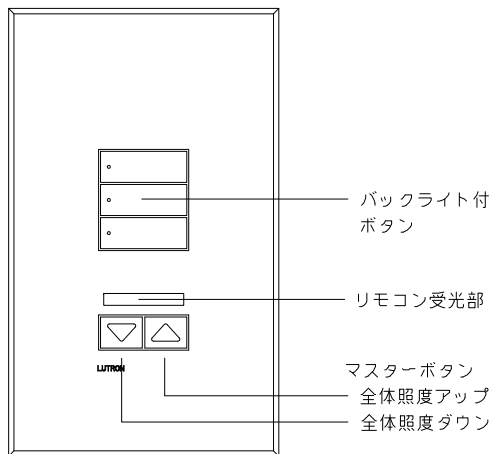 バックライト付
ボタン
リモコン受光部
LUTRON
マスターボタン
全体照度アップ
全体照度ダウン